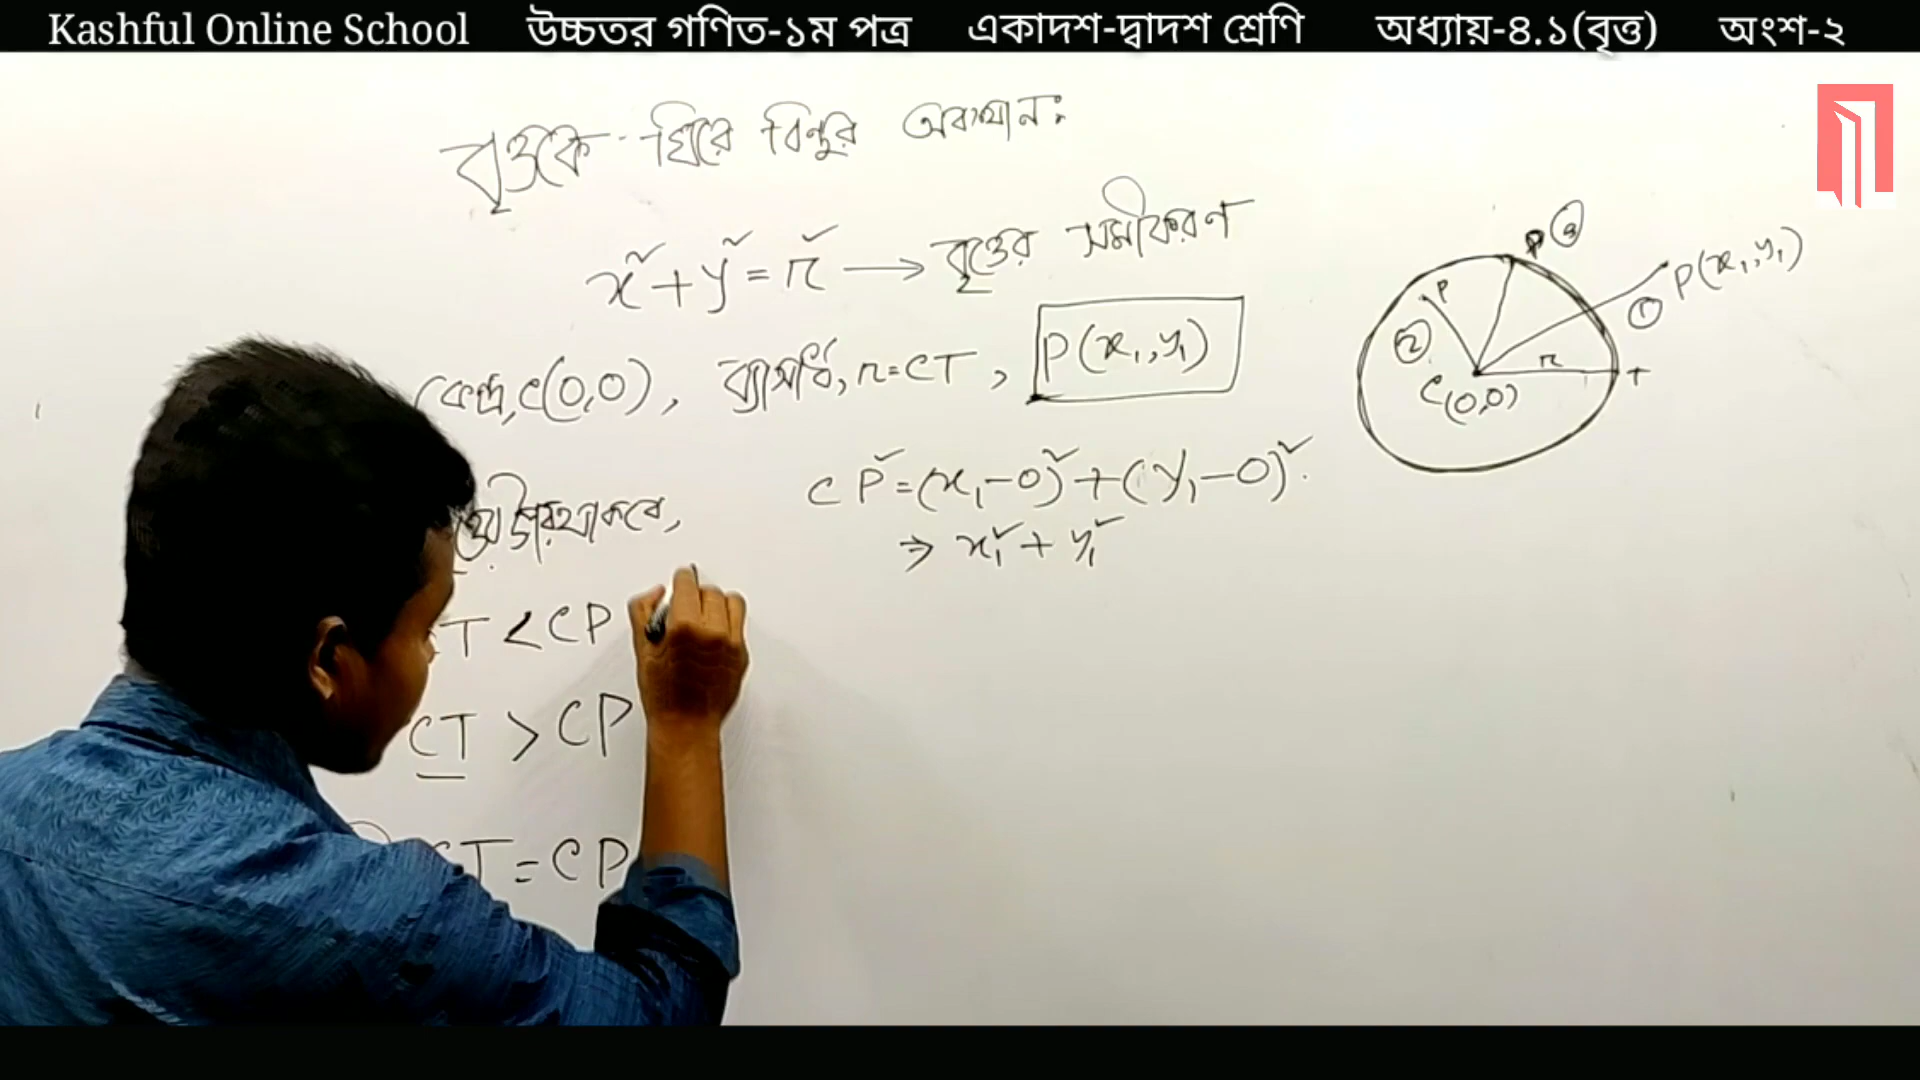 Kashful Online School উচ্চতর গণিত-১ম পত্র একাদশ-দ্বাদশ শ্রেণি অধ্যায়-৪.১(বৃত্ত) অংশ-২
বৃত্তকে ঘিরে বিন্দুর অবস্থান:
x² + y² = r² → বৃত্তের সমীকরণ
কেন্দ্র, C(0,0), ব্যাসার্ধ, r = CT, P(x₁, y₁)
CP² = (x₁-0)² + (y₁-0)²
⇒ x₁² + y₁²
T < CP
CT > CP
CT = CP
P ③
P(x₁, y₁)
①
P
②
r
T
C(0,0)